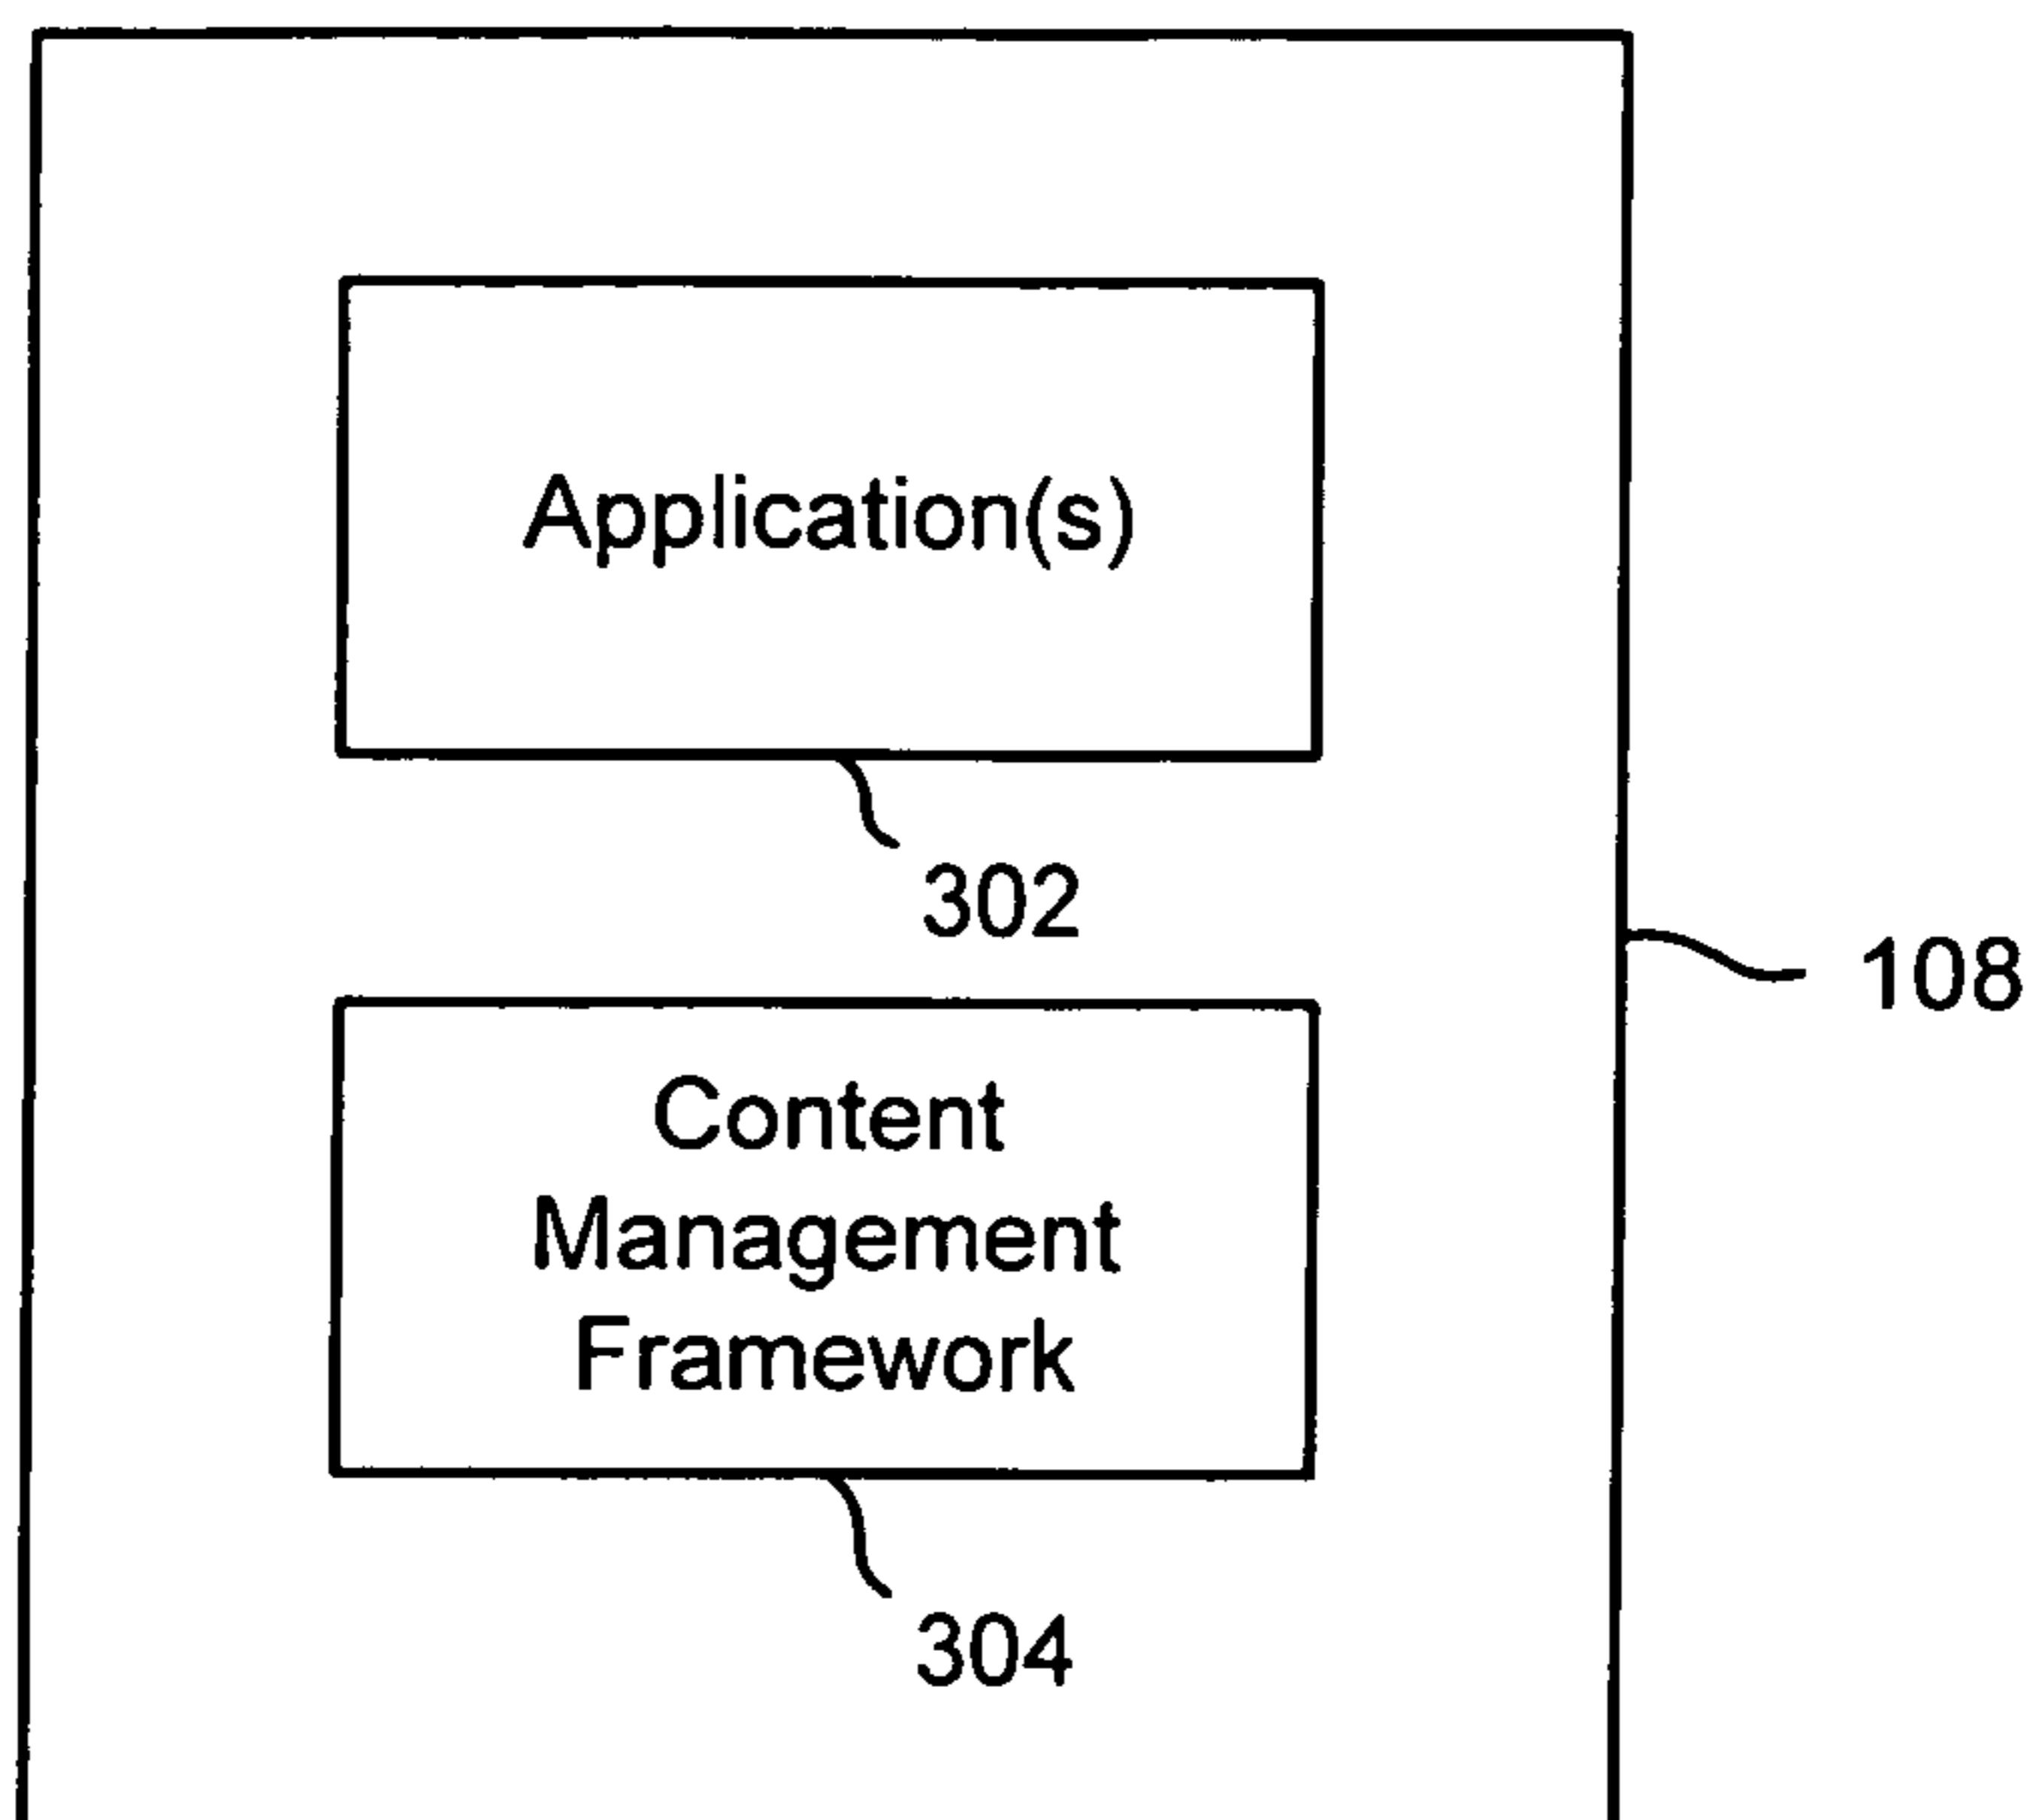 Application(s)
302
108
Content
Management
Framework
304